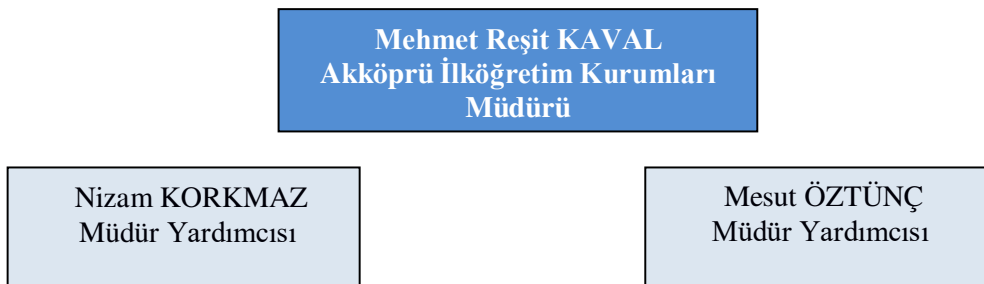 Mehmet Reşit KAVAL
Akköprü İlköğretim Kurumları
Müdürü
Nizam KORKMAZ
Müdür Yardımcısı
Mesut ÖZTÜNÇ
Müdür Yardımcısı